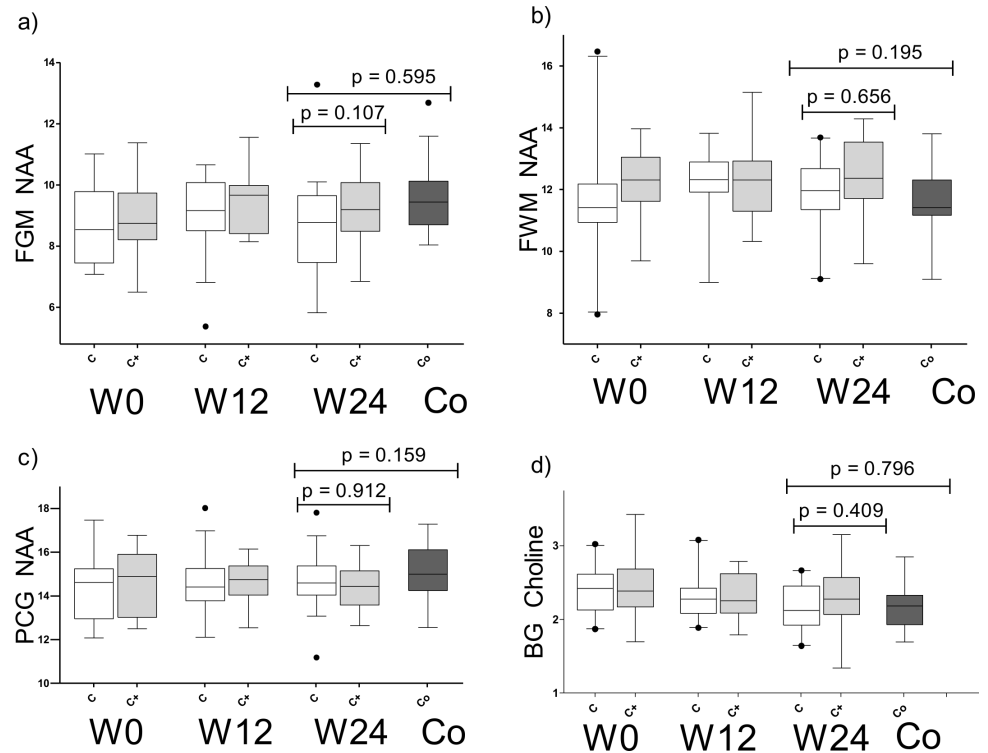 a)
14
12
10
8
6
FGM NAA
p = 0.595
p = 0.107
C
C+
C
C+
C
C+
Co
W0
W12
W24
Co
b)
16
14
12
10
8
FWM NAA
p = 0.195
p = 0.656
C
C+
C
C+
C
C+
Co
W0
W12
W24
Co
c)
18
16
14
12
10
PCG NAA
p = 0.159
p = 0.912
C
C+
C
C+
C
C+
Co
W0
W12
W24
Co
d)
3
2
1
BG Choline
p = 0.796
p = 0.409
C
C+
C
C+
C
C+
Co
W0
W12
W24
Co